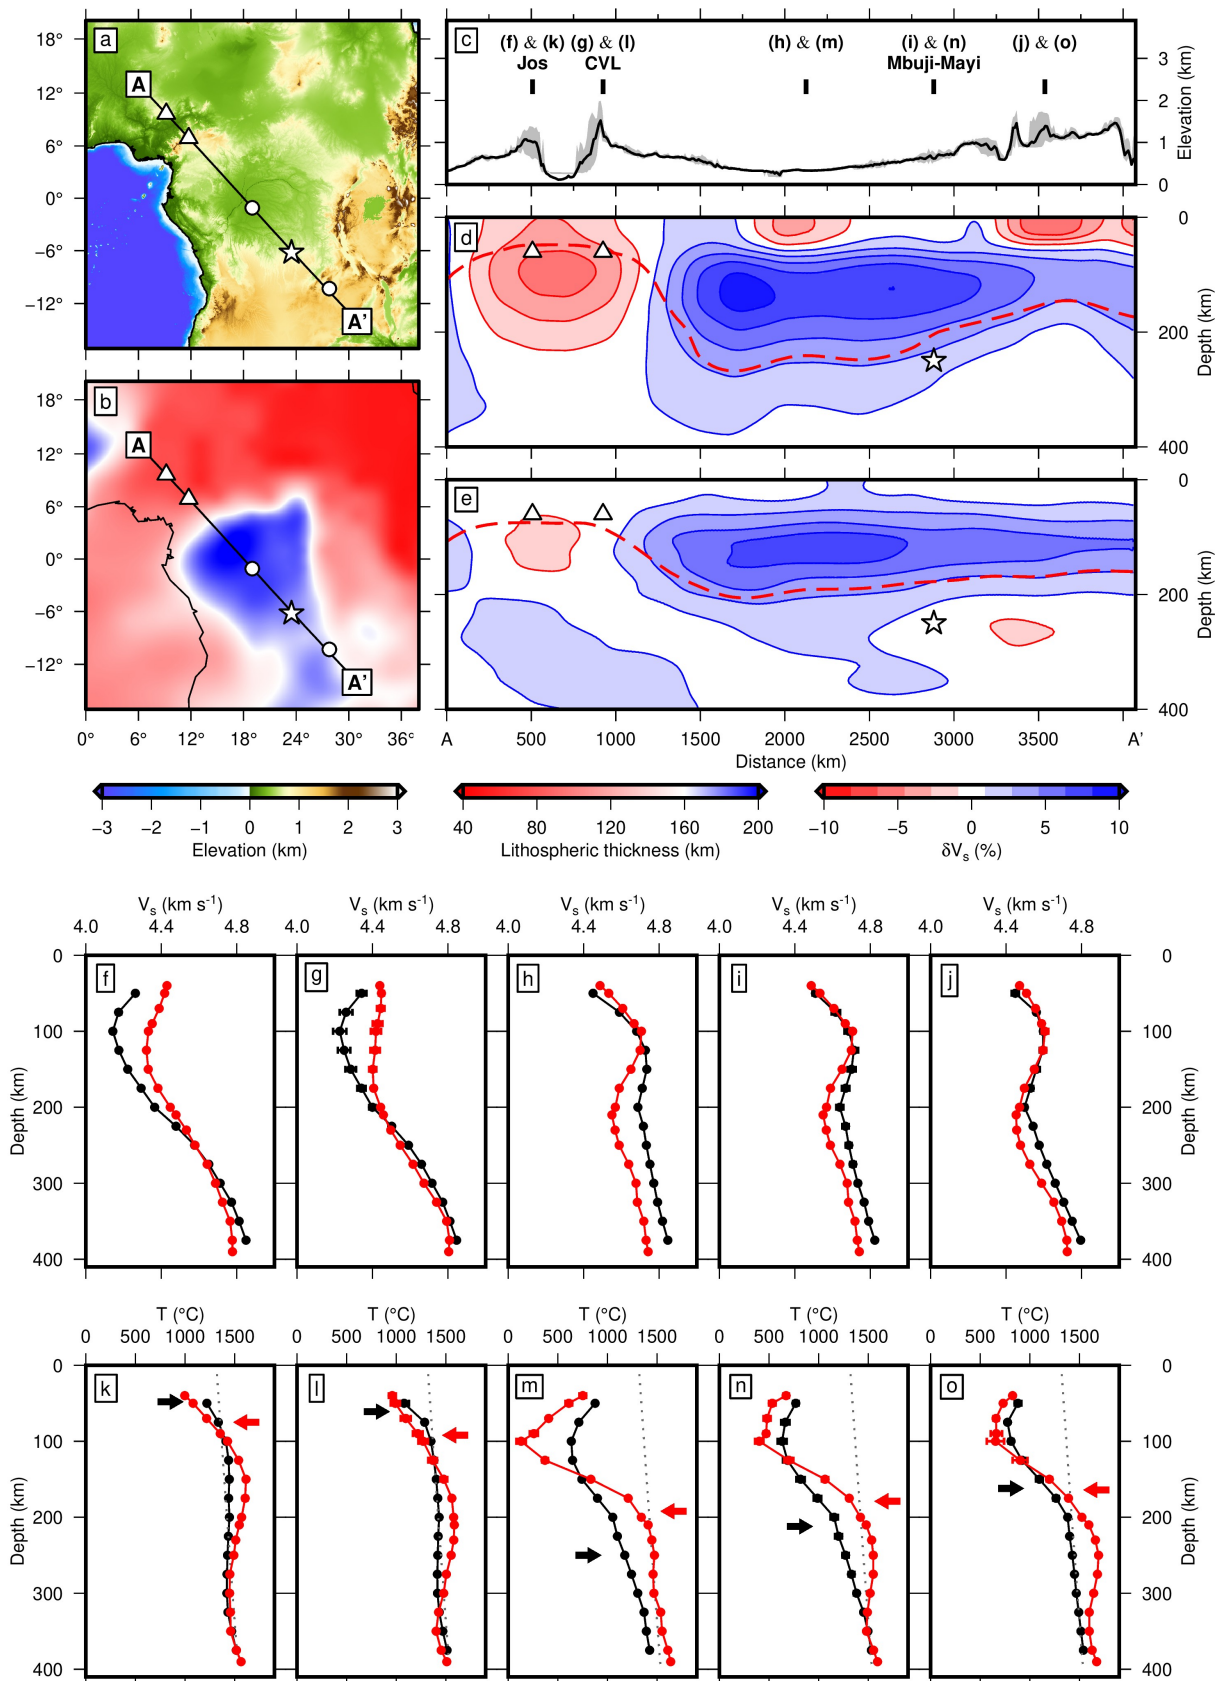 a
18°
12°
6°
0°
−6°
−12°
A
A'
c
(f) & (k) (g) & (l) (h) & (m) (i) & (n) (j) & (o)
Jos CVL Mbuji-Mayi
3
2
1
0
Elevation (km)
d
0
200
400
Depth (km)
b
18°
12°
6°
0°
−6°
−12°
A
A'
0° 6° 12° 18° 24° 30° 36°
e
0
200
400
Depth (km)
A 500 1000 1500 2000 2500 3000 3500 A'
Distance (km)
−3 −2 −1 0 1 2 3
Elevation (km)
40 80 120 160 200
Lithospheric thickness (km)
−10 −5 0 5 10
δVs (%)
Vs (km s-1) Vs (km s-1) Vs (km s-1) Vs (km s-1) Vs (km s-1)
4.0 4.4 4.8 4.0 4.4 4.8 4.0 4.4 4.8 4.0 4.4 4.8 4.0 4.4 4.8
f g h i j
0 0
100 100
200 200
300 300
400 400
Depth (km) Depth (km)
T (°C) T (°C) T (°C) T (°C) T (°C)
0 500 1000 1500 0 500 1000 1500 0 500 1000 1500 0 500 1000 1500 0 500 1000 1500
k l m n o
0 0
100 100
200 200
300 300
400 400
Depth (km) Depth (km)